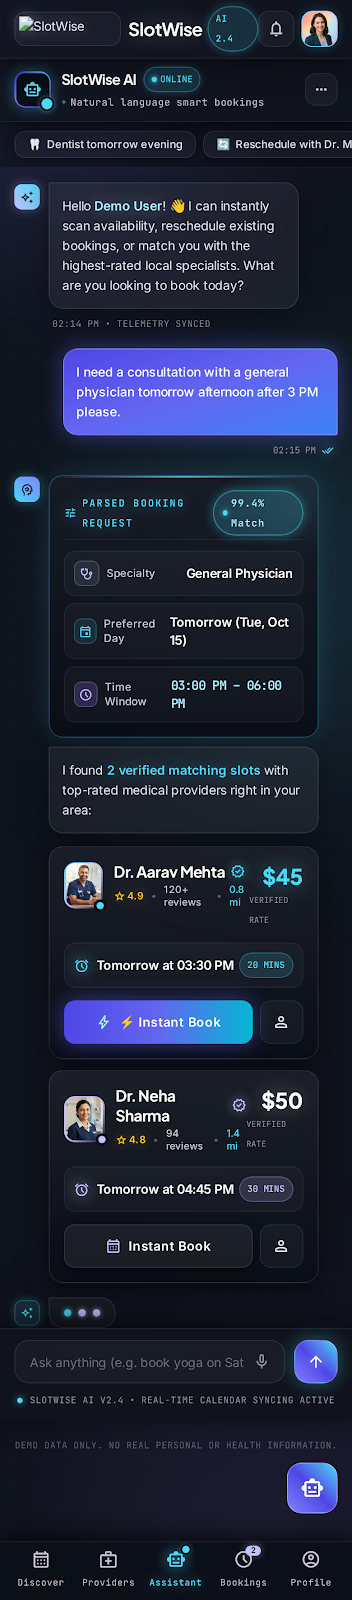 SlotWise
SlotWise
AI
2.4
SlotWise AI
ONLINE
Natural language smart bookings
🦷 Dentist tomorrow evening
🔄 Reschedule with Dr. M
Hello Demo User! 👋 I can instantly
scan availability, reschedule existing
bookings, or match you with the
highest-rated local specialists. What
are you looking to book today?
02:14 PM • TELEMETRY SYNCED
I need a consultation with a general
physician tomorrow afternoon after 3 PM
please.
02:15 PM
PARSED BOOKING
REQUEST
99.4%
Match
Specialty
General Physician
Preferred
Day
Tomorrow (Tue, Oct
15)
Time
Window
03:00 PM – 06:00
PM
I found 2 verified matching slots with
top-rated medical providers right in your
area:
Dr. Aarav Mehta
$45
4.9 • 120+
reviews • 0.8
mi
VERIFIED
RATE
Tomorrow at 03:30 PM
20 MINS
⚡ Instant Book
Dr. Neha
Sharma
$50
4.8 • 94
reviews • 1.4
mi
VERIFIED
RATE
Tomorrow at 04:45 PM
30 MINS
Instant Book
Ask anything (e.g. book yoga on Sat
SLOTWISE AI V2.4 • REAL-TIME CALENDAR SYNCING ACTIVE
DEMO DATA ONLY. NO REAL PERSONAL OR HEALTH INFORMATION.
2
Discover
Providers
Assistant
Bookings
Profile